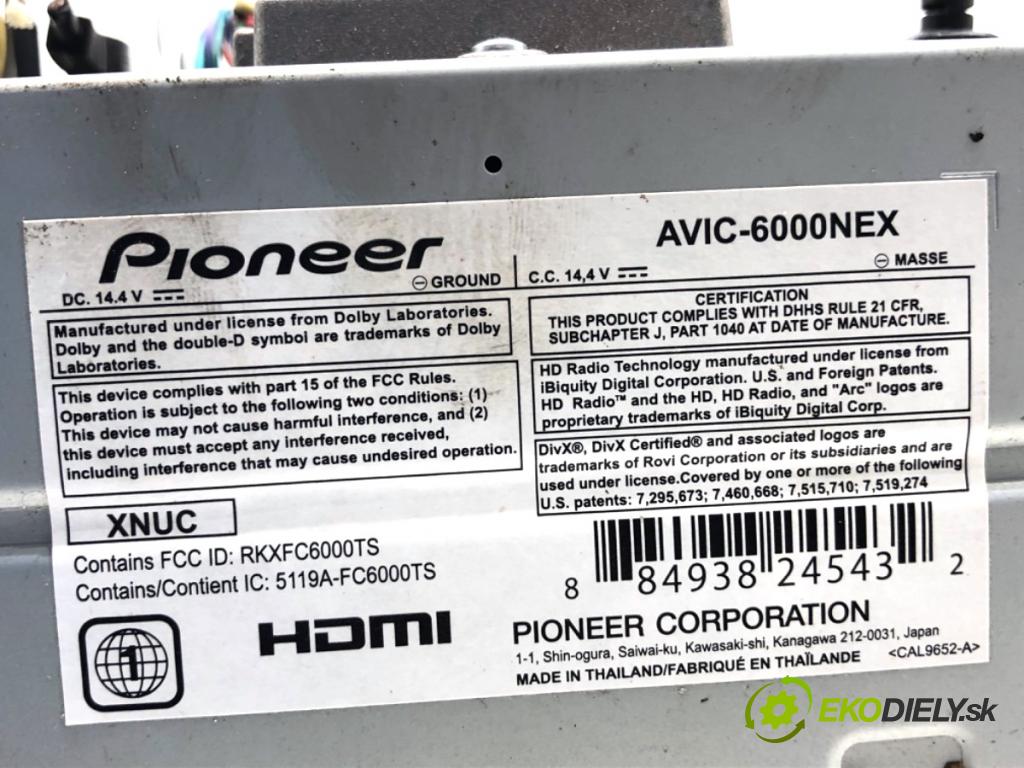 Pioneer
AVIC-6000NEX
DC. 14.4 V
⊖ GROUND
C.C. 14,4 V
⊖ MASSE
Manufactured under license from Dolby Laboratories.
Dolby and the double-D symbol are trademarks of Dolby
Laboratories.
This device complies with part 15 of the FCC Rules.
Operation is subject to the following two conditions: (1)
This device may not cause harmful interference, and (2)
this device must accept any interference received,
including interference that may cause undesired operation.
CERTIFICATION
THIS PRODUCT COMPLIES WITH DHHS RULE 21 CFR,
SUBCHAPTER J, PART 1040 AT DATE OF MANUFACTURE.
HD Radio Technology manufactured under license from
iBiquity Digital Corporation. U.S. and Foreign Patents.
HD Radio™ and the HD, HD Radio, and "Arc" logos are
proprietary trademarks of iBiquity Digital Corp.
DivX®, DivX Certified® and associated logos are
trademarks of Rovi Corporation or its subsidiaries and are
used under license.Covered by one or more of the following
U.S. patents: 7,295,673; 7,460,668; 7,515,710; 7,519,274
XNUC
Contains FCC ID: RKXFC6000TS
Contains/Contient IC: 5119A-FC6000TS
8 84938 24543 2
1
HDMI
PIONEER CORPORATION
1-1, Shin-ogura, Saiwai-ku, Kawasaki-shi, Kanagawa 212-0031, Japan
MADE IN THAILAND/FABRIQUÉ EN THAÏLANDE
<CAL9652-A>
EKODIELY.sk